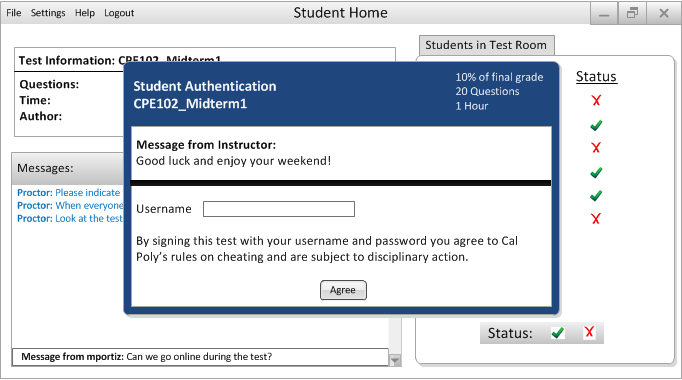 File Settings Help Logout Student Home
Students in Test Room
Test Information: CPE102_Midterm1
Questions:
Time:
Author:
Status
Messages:
Proctor: Please indicate
Proctor: When everyone
Proctor: Look at the test
Student Authentication
CPE102_Midterm1
10% of final grade
20 Questions
1 Hour
Message from Instructor:
Good luck and enjoy your weekend!
Username
By signing this test with your username and password you agree to Cal
Poly's rules on cheating and are subject to disciplinary action.
Agree
Status:
Message from mportiz: Can we go online during the test?